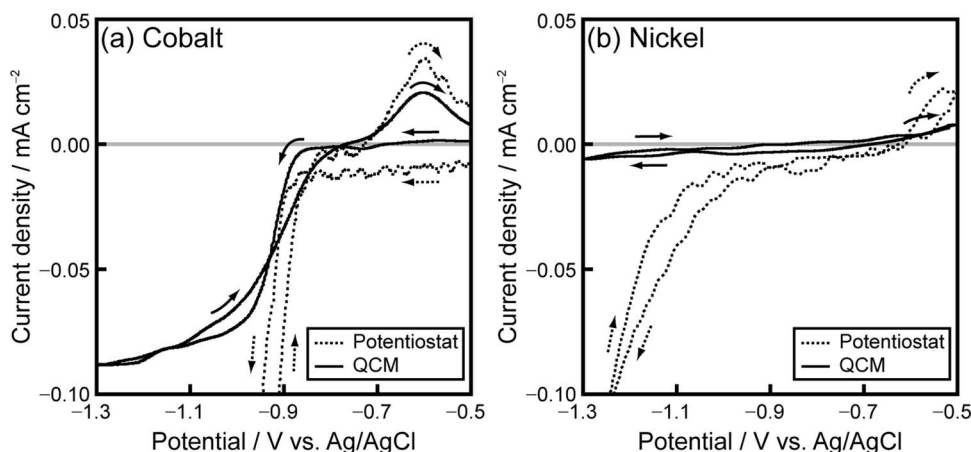 (a) Cobalt
0.05
0.00
−0.05
−0.10
Current density / mA cm⁻²
−1.3
−1.1
−0.9
−0.7
−0.5
Potential / V vs. Ag/AgCl
Potentiostat
QCM
(b) Nickel
0.05
0.00
−0.05
−0.10
Current density / mA cm⁻²
−1.3
−1.1
−0.9
−0.7
−0.5
Potential / V vs. Ag/AgCl
Potentiostat
QCM